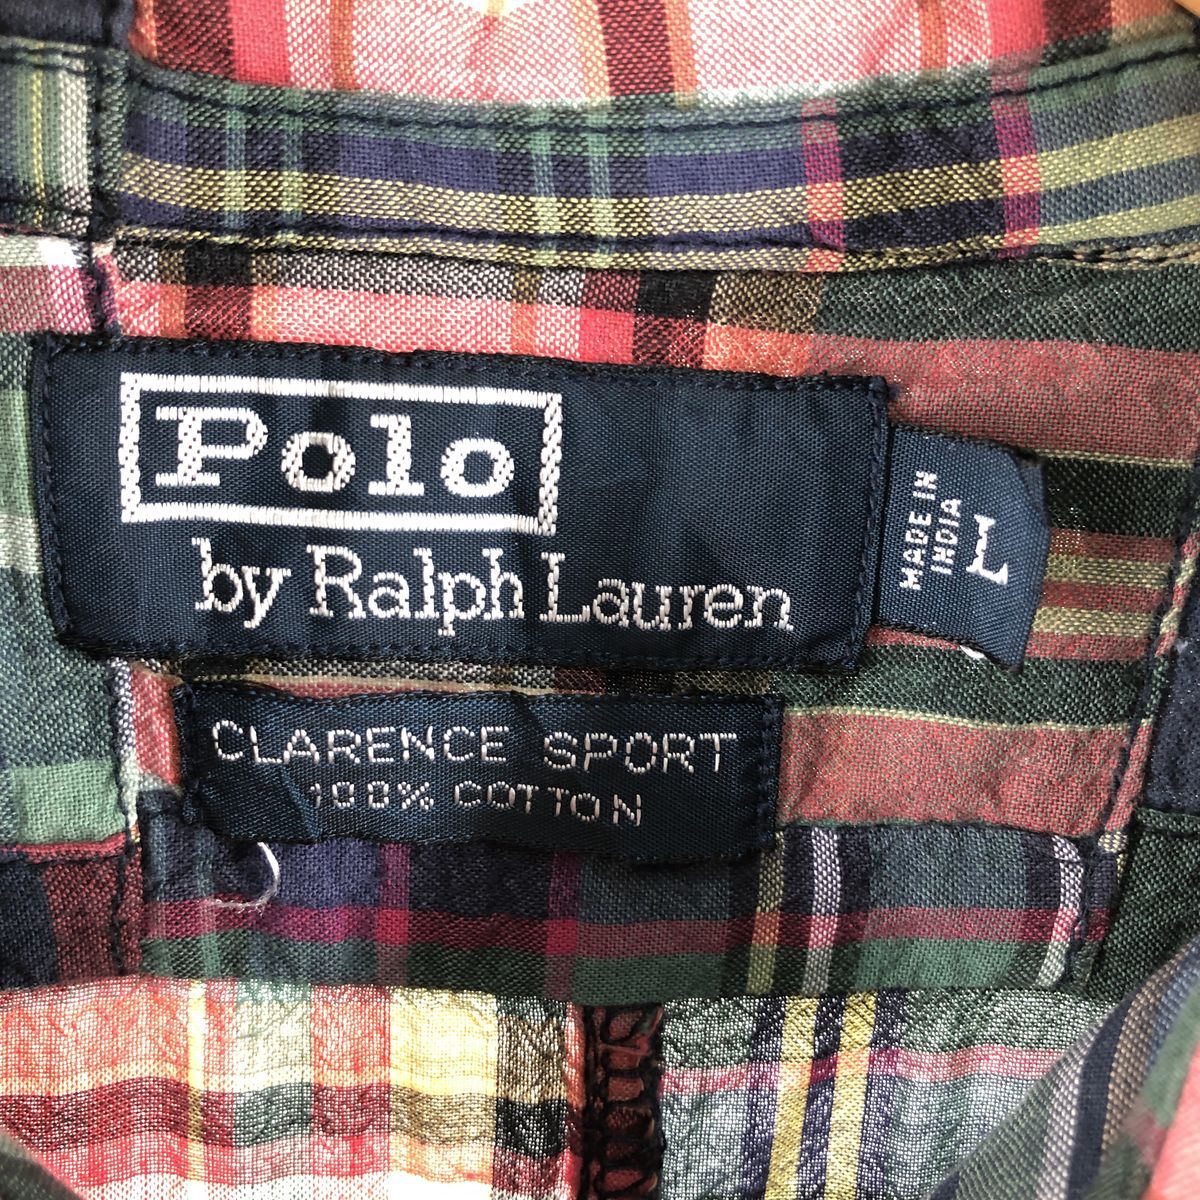 Polo
by Ralph Lauren
MADE IN
INDIA
L
CLARENCE SPORT
100% COTTON